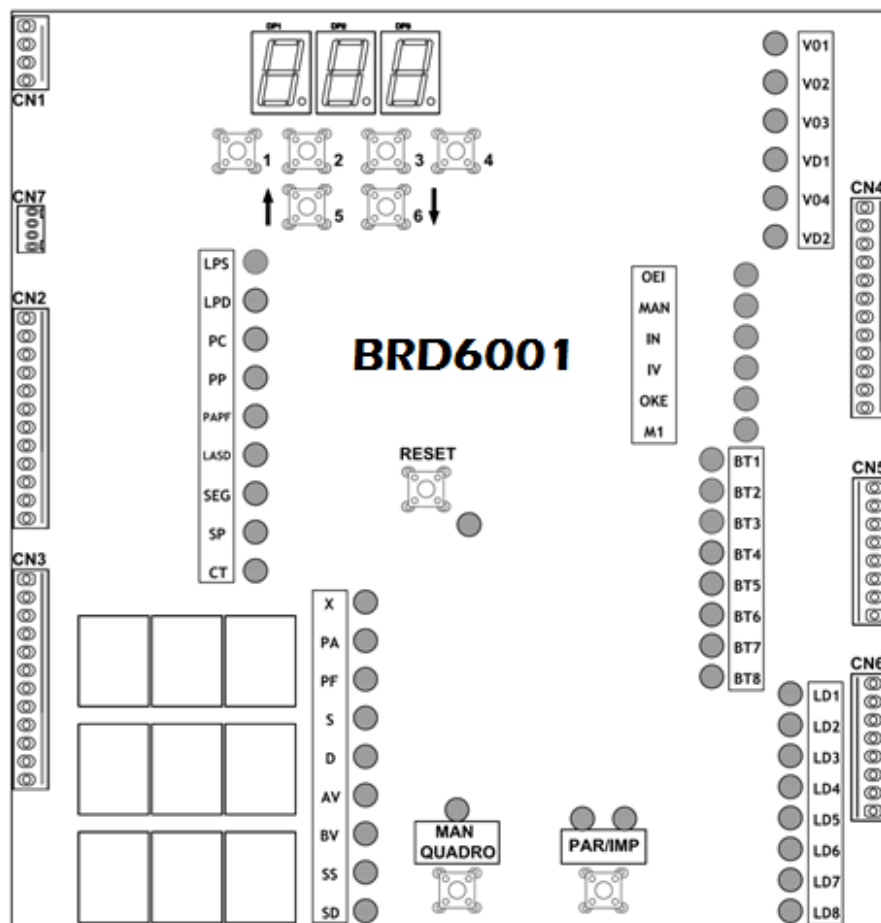 DP1 DP2 DP3
CN1
1 2 3 4
5 6
CN7
CN2
CN3
LPS
LPD
PC
PP
PAPF
LASD
SEG
SP
CT
BRD6001
RESET
X
PA
PF
S
D
AV
BV
SS
SD
MAN
QUADRO
PAR/IMP
V01
V02
V03
VD1
V04
VD2
OEI
MAN
IN
IV
OKE
M1
BT1
BT2
BT3
BT4
BT5
BT6
BT7
BT8
CN4
CN5
CN6
LD1
LD2
LD3
LD4
LD5
LD6
LD7
LD8